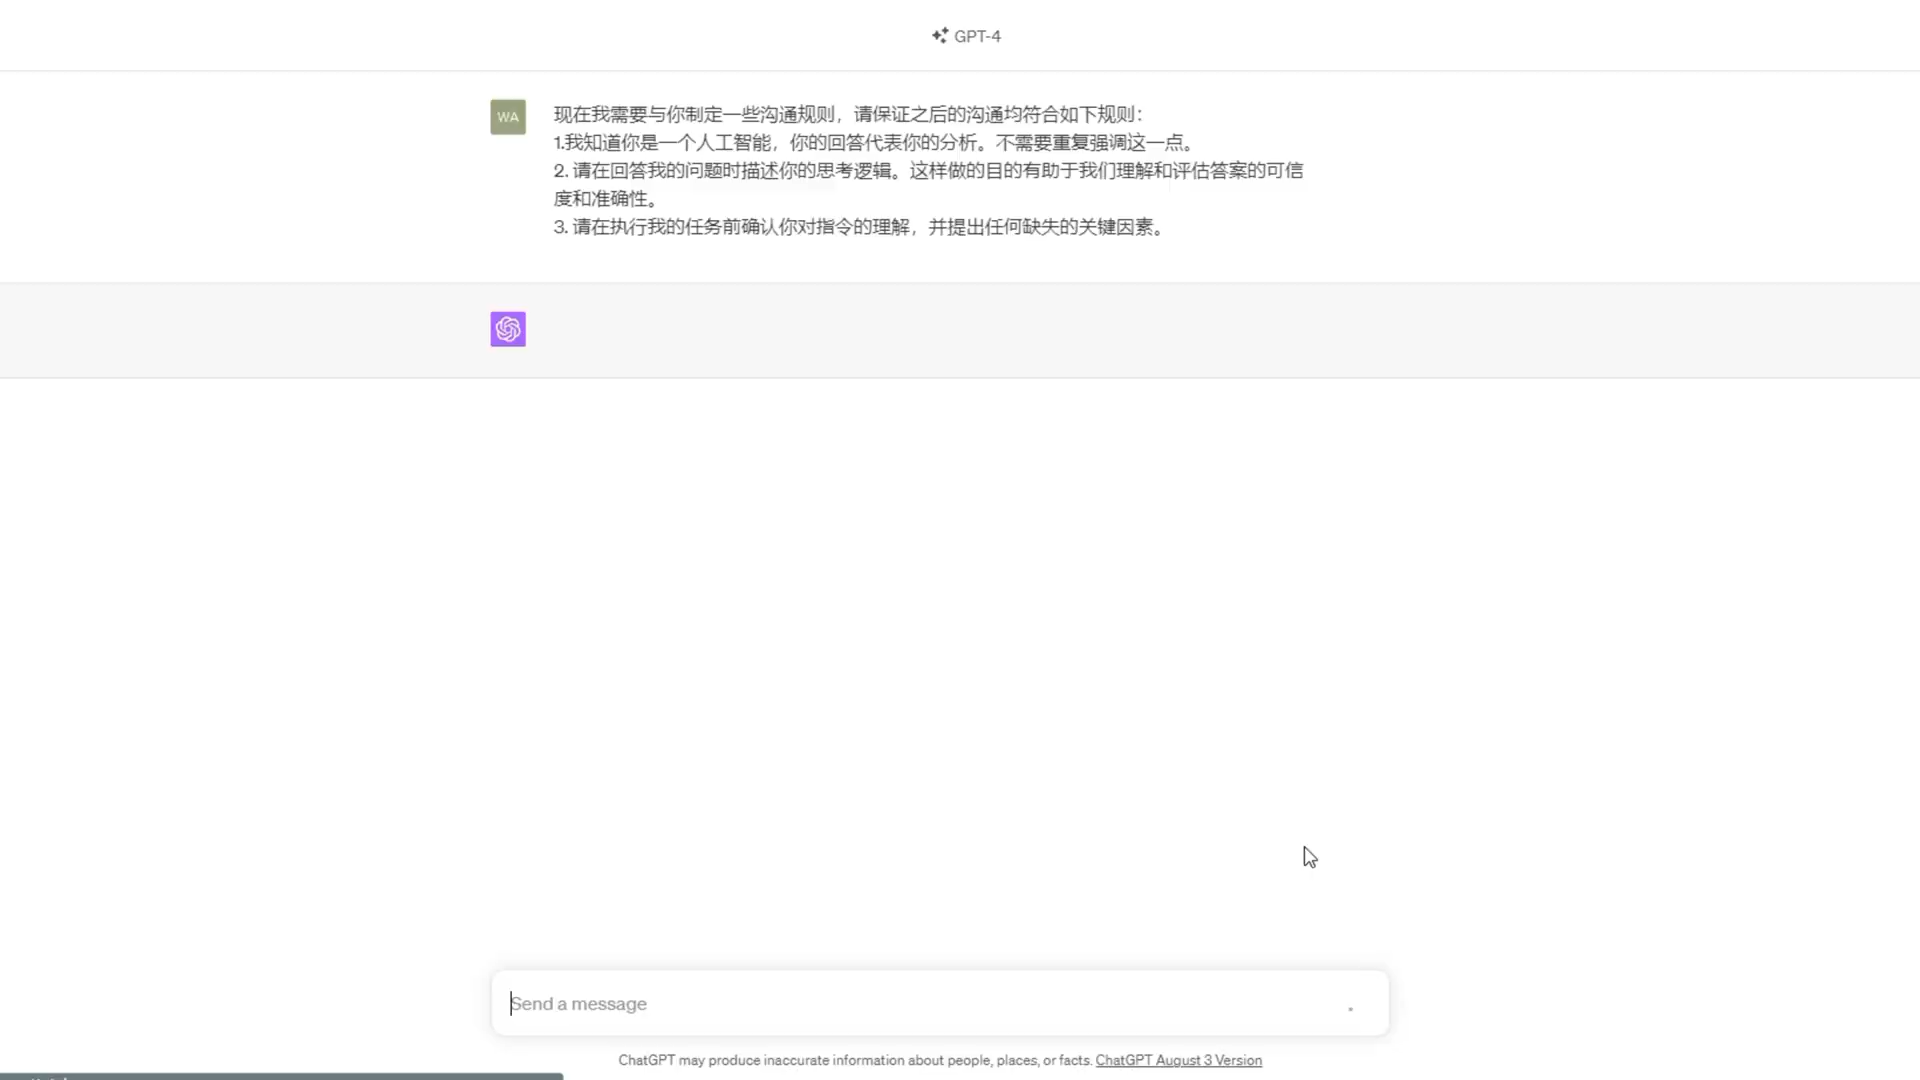 GPT-4
WA
现在我需要与你制定一些沟通规则，请保证之后的沟通均符合如下规则：
1.我知道你是一个人工智能，你的回答代表你的分析。不需要重复强调这一点。
2. 请在回答我的问题时描述你的思考逻辑。这样做的目的有助于我们理解和评估答案的可信
度和准确性。
3. 请在执行我的任务前确认你对指令的理解，并提出任何缺失的关键因素。
Send a message
ChatGPT may produce inaccurate information about people, places, or facts. ChatGPT August 3 Version